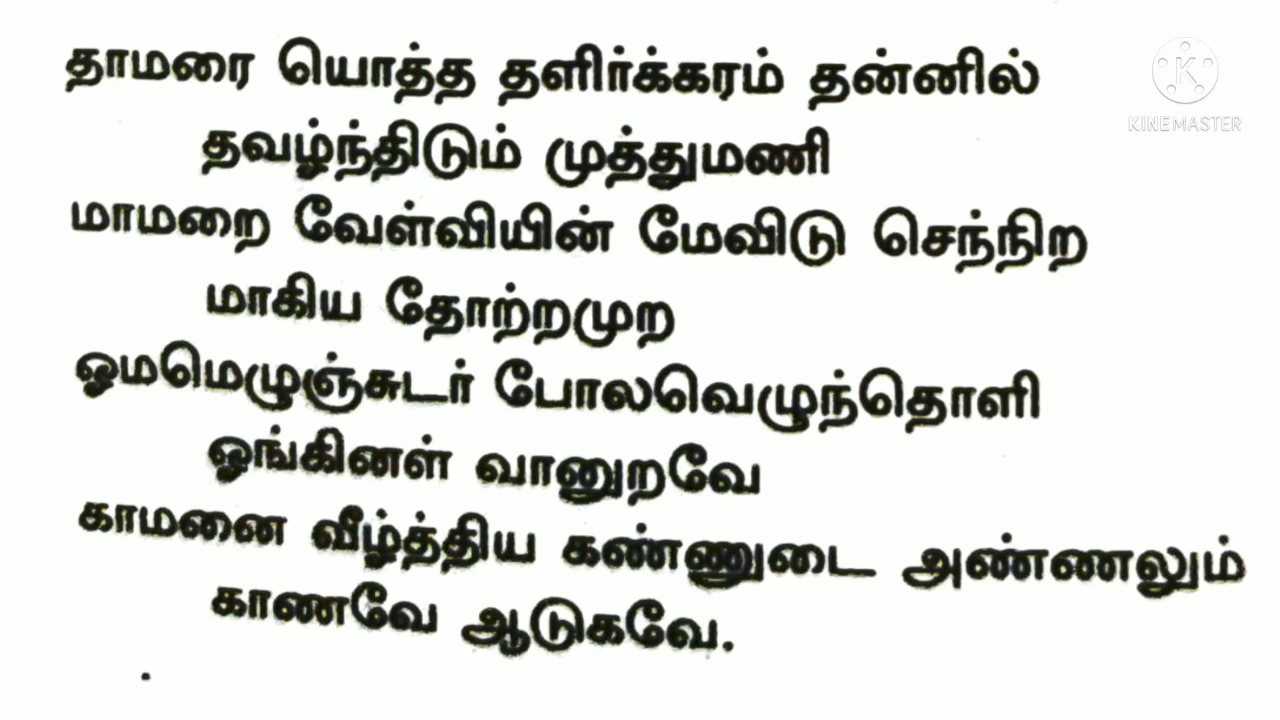 தாமரை யொத்த தளிர்க்கரம் தன்னில்
தவழ்ந்திடும் முத்துமணி
மாமறை வேள்வியின் மேவிடு செந்நிற
மாகிய தோற்றமுற
ஓமமெழுஞ்சுடர் போலவெழுந்தொளி
ஓங்கினள் வானுறவே
காமனை வீழ்த்திய கண்ணுடை அண்ணலும்
காணவே ஆடுகவே.
K
KINEMASTER